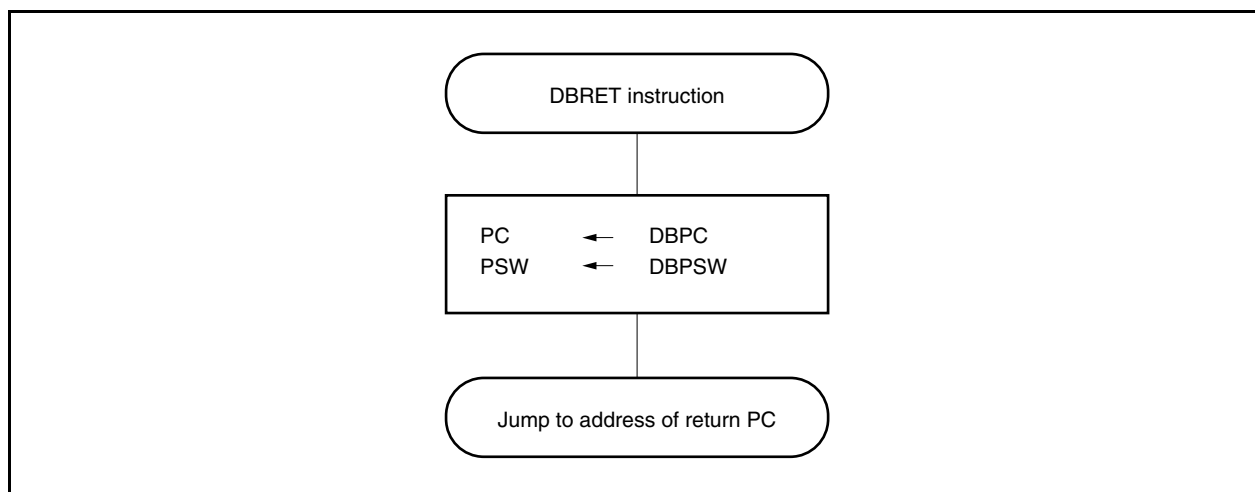 DBRET instruction
PC ← DBPC
PSW ← DBPSW
Jump to address of return PC